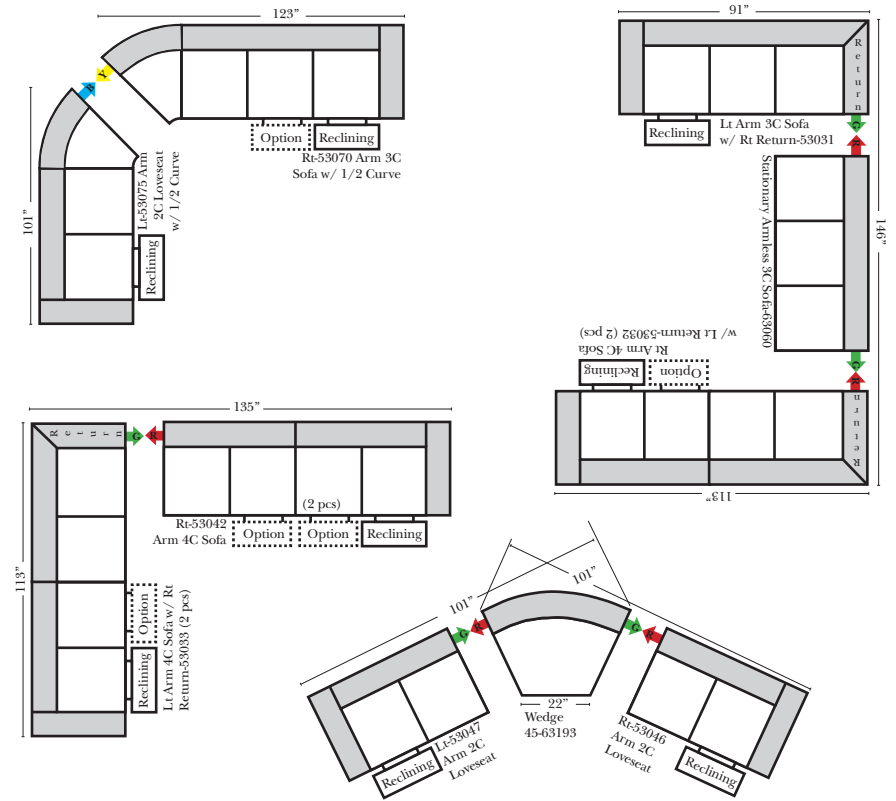 123"
B
Y
Option
Reclining
Rt-53070 Arm 3C
Sofa w/ 1/2 Curve
101"
Lt-53075 Arm
2C Loveseat
w/ 1/2 Curve
Reclining
91"
Return
Reclining
Lt Arm 3C Sofa
w/ Rt Return-53031
G
R
Stationary Armless 3C Sofa-63060
146"
G
R
Rt Arm 4C Sofa
w/ Lt Return-53032 (2 pcs)
Reclining
Option
Return
113"
135"
Return
G
R
(2 pcs)
Rt-53042
Arm 4C Sofa
Option
Option
Reclining
113"
Option
Reclining
Lt Arm 4C Sofa w/ Rt
Return-53033 (2 pcs)
101"
101"
G
R
G
R
22"
Wedge
45-63193
Lt-53047
Arm 2C
Loveseat
Reclining
Rt-53046
Arm 2C
Loveseat
Reclining